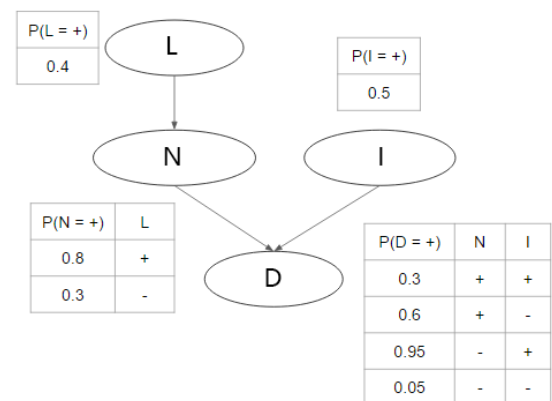 P(L = +)
0.4
L
P(I = +)
0.5
N
I
P(N = +) L
0.8 +
0.3 -
D
P(D = +) N I
0.3 + +
0.6 + -
0.95 - +
0.05 - -